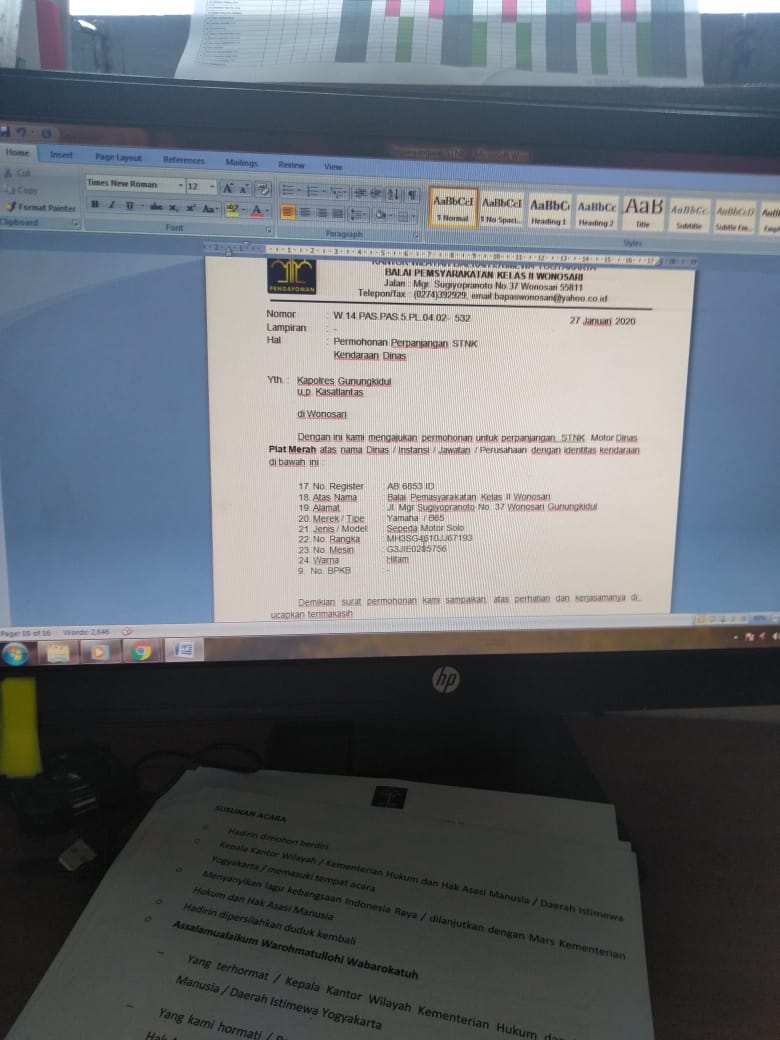 Home Insert Page Layout References Mailings Review View
Cut
Copy
Format Painter
Clipboard
Times New Roman 12
Font
Paragraph
AaBbCcI AaBbCcI AaBbC AaBbCc AaB AaBbCc. AaBbCcD
¶ Normal ¶ No Spaci... Heading 1 Heading 2 Title Subtitle Subtle Em...
Styles
PENGAYOMAN
BALAI PEMSYARAKATAN KELAS II WONOSARI
Jalan : Mgr. Sugiyopranoto No.37 Wonosari 55811
Telepon/fax : (0274)392929, email:bapaswonosari@yahoo.co.id
Nomor : W.14.PAS.PAS.5.PL.04.02- 532 27 Januari 2020
Lampiran : -
Hal : Permohonan Perpanjangan STNK
Kendaraan Dinas
Yth. : Kapolres Gunungkidul
u.p. Kasatlantas
di Wonosari
Dengan ini kami mengajukan permohonan untuk perpanjangan STNK Motor Dinas
Plat Merah atas nama Dinas / Instansi / Jawatan / Perusahaan dengan identitas kendaraan
di bawah ini :
17. No. Register : AB 6853 ID
18. Atas Nama : Balai Pemasyarakatan Kelas II Wonosari
19. Alamat : Jl. Mgr Sugiyopranoto No. 37 Wonosari Gunungkidul
20. Merek / Tipe : Yamaha / B65
21. Jenis / Model : Sepeda Motor Solo
22. No. Rangka : MH3SG4610JJ67193
23. No. Mesin : G3JIE0285756
24. Warna : Hitam
9. No. BPKB : -
Demikian surat permohonan kami sampaikan, atas perhatian dan kerjasamanya di
ucapkan terimakasih
Page: 16 of 16 Words: 2,646
hp
SUSUNAN ACARA
Hadirin dimohon berdiri
Kepala Kantor Wilayah / Kementerian Hukum dan Hak Asasi Manusia / Daerah Istimewa
Yogyakarta / memasuki tempat acara
Menyanyikan lagu kebangsaan Indonesia Raya / dilanjutkan dengan Mars Kementerian
Hukum dan Hak Asasi Manusia
Hadirin dipersilahkan duduk kembali
Assalamualaikum Warohmatullohi Wabarokatuh
Yang terhormat / Kepala Kantor Wilayah Kementerian Hukum dan
Manusia / Daerah Istimewa Yogyakarta
Yang kami hormati /